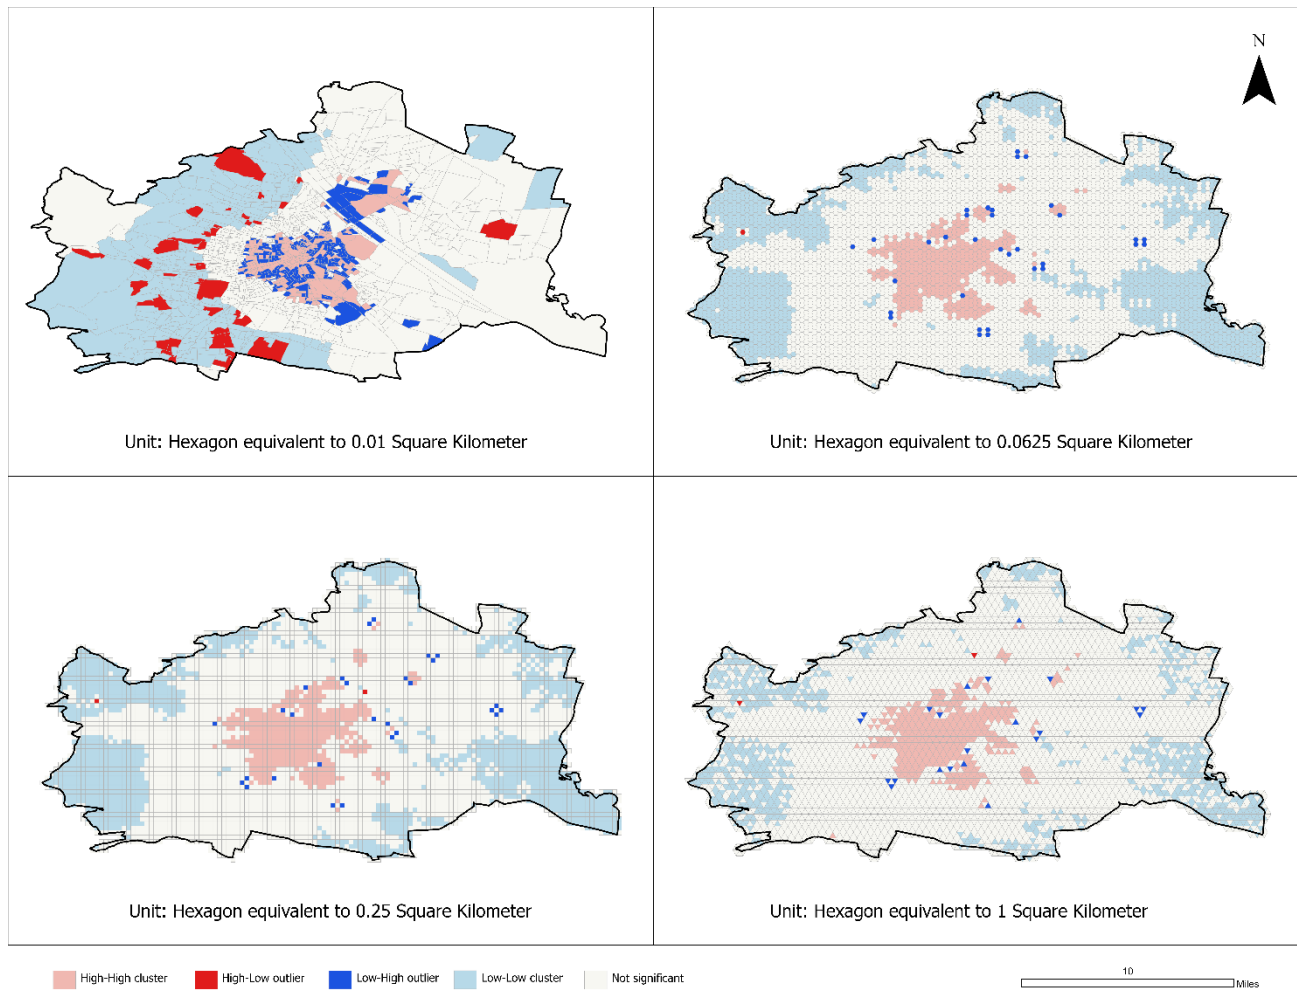 N
Unit: Hexagon equivalent to 0.01 Square Kilometer
Unit: Hexagon equivalent to 0.0625 Square Kilometer
Unit: Hexagon equivalent to 0.25 Square Kilometer
Unit: Hexagon equivalent to 1 Square Kilometer
High-High cluster
High-Low outlier
Low-High outlier
Low-Low cluster
Not significant
10
Miles